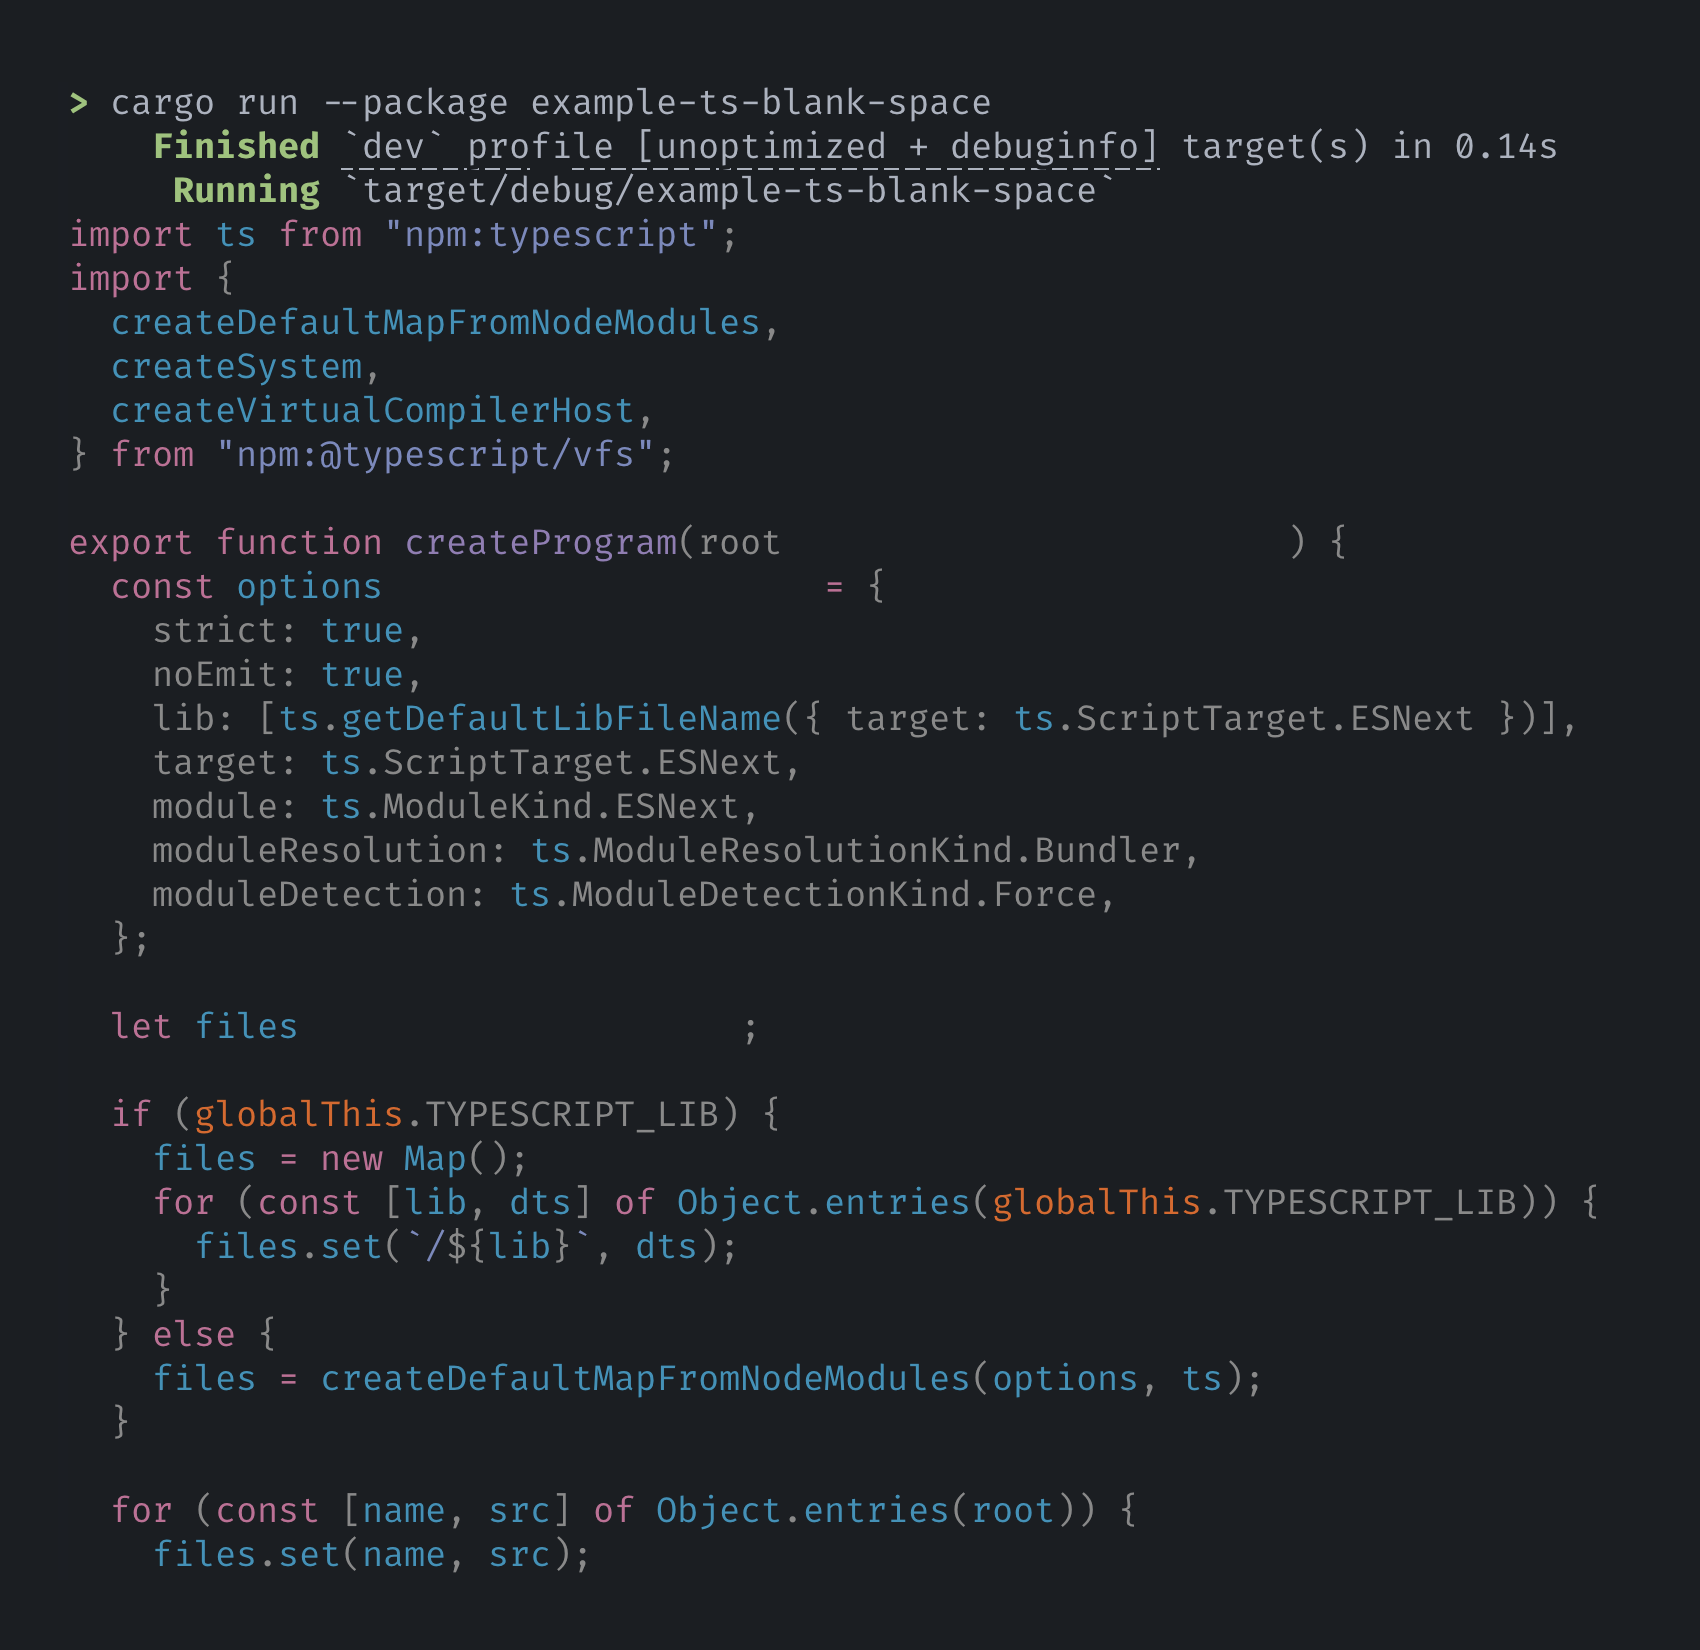 > cargo run --package example-ts-blank-space
    Finished `dev` profile [unoptimized + debuginfo] target(s) in 0.14s
     Running `target/debug/example-ts-blank-space`
import ts from "npm:typescript";
import {
  createDefaultMapFromNodeModules,
  createSystem,
  createVirtualCompilerHost,
} from "npm:@typescript/vfs";

export function createProgram(root                        ) {
  const options                     = {
    strict: true,
    noEmit: true,
    lib: [ts.getDefaultLibFileName({ target: ts.ScriptTarget.ESNext })],
    target: ts.ScriptTarget.ESNext,
    module: ts.ModuleKind.ESNext,
    moduleResolution: ts.ModuleResolutionKind.Bundler,
    moduleDetection: ts.ModuleDetectionKind.Force,
  };

  let files                     ;

  if (globalThis.TYPESCRIPT_LIB) {
    files = new Map();
    for (const [lib, dts] of Object.entries(globalThis.TYPESCRIPT_LIB)) {
      files.set(`/${lib}`, dts);
    }
  } else {
    files = createDefaultMapFromNodeModules(options, ts);
  }

  for (const [name, src] of Object.entries(root)) {
    files.set(name, src);